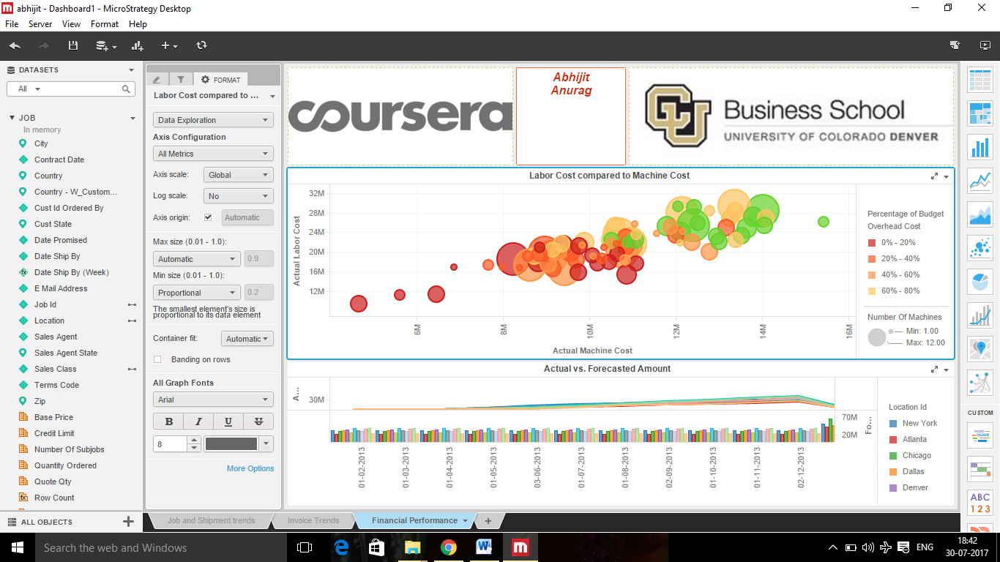 abhijit - Dashboard1 - MicroStrategy Desktop
File Server View Format Help
DATASETS
All
JOB
In memory
City
Contract Date
Country
Country - W_Custom...
Cust Id Ordered By
Cust State
Date Promised
Date Ship By
Date Ship By (Week)
E Mail Address
Job Id
Location
Sales Agent
Sales Agent State
Sales Class
Terms Code
Zip
Base Price
Credit Limit
Number Of Subjobs
Quantity Ordered
Quote Qty
Row Count
ALL OBJECTS
FORMAT
Labor Cost compared to ...
Data Exploration
Axis Configuration
All Metrics
Axis scale: Global
Log scale: No
Axis origin: Automatic
Max size (0.01 - 1.0):
Automatic 0.9
Min size (0.01 - 1.0):
Proportional 0.2
The smallest element's size is
proportional to its data element
Container fit: Automatic
Banding on rows
All Graph Fonts
Arial
B I U S
8
More Options
coursera
Abhijit
Anurag
CU
Business School
UNIVERSITY OF COLORADO DENVER
Labor Cost compared to Machine Cost
Actual Labor Cost
32M
28M
24M
20M
16M
12M
6M 8M 10M 12M 14M 16M
Actual Machine Cost
Percentage of Budget
Overhead Cost
0% - 20%
20% - 40%
40% - 60%
60% - 80%
Number Of Machines
Min: 1.00
Max: 12.00
Actual vs. Forecasted Amount
A...
30M
70M
20M
Fo...
01-02-2013 01-03-2013 01-04-2013 01-05-2013 03-06-2013 01-07-2013 01-08-2013 02-09-2013 01-10-2013 01-11-2013 02-12-2013
Location Id
New York
Atlanta
Chicago
Dallas
Denver
Job and Shipment trends Invoice Trends Financial Performance +
CUSTOM
WORD
CLOUD
ABC
123
Search the web and Windows
ENG
18:42
30-07-2017